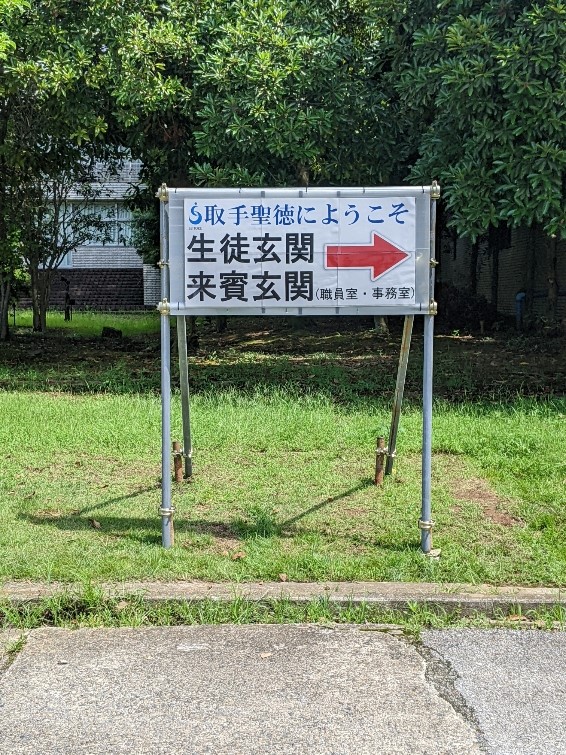 取手聖徳にようこそ
生徒玄関
来賓玄関(職員室・事務室)